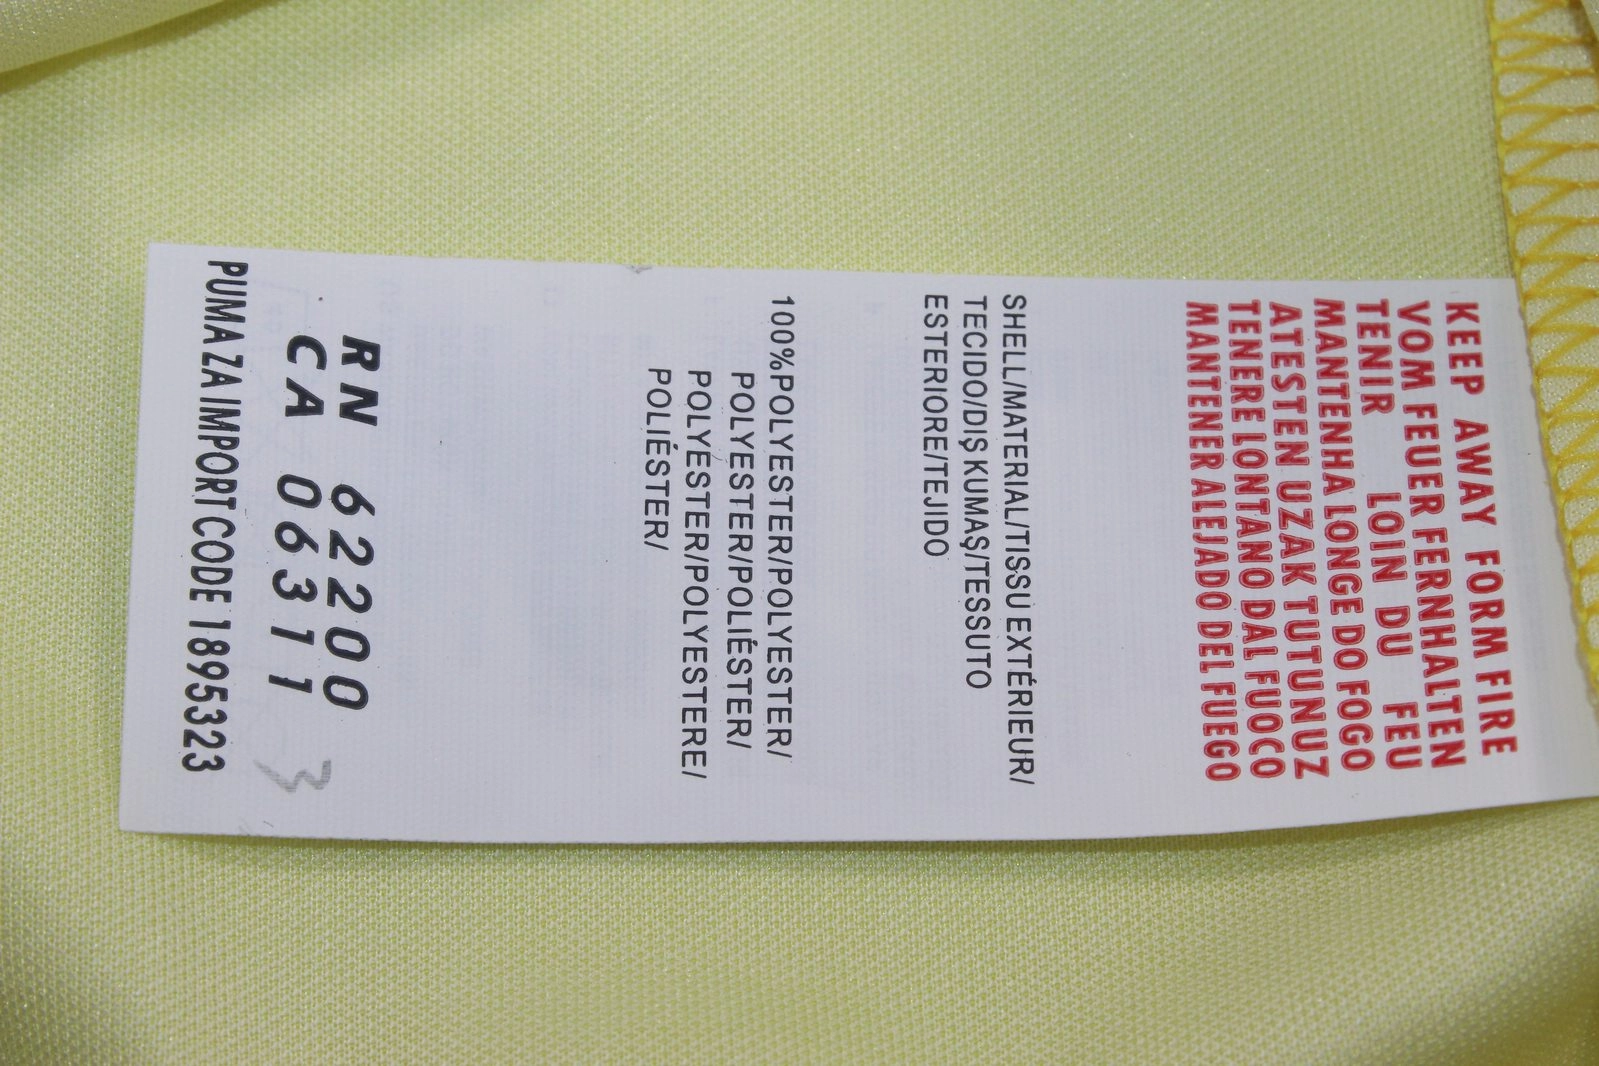 KEEP AWAY FORM FIRE
VOM FEUER FERNHALTEN
TENIR LOIN DU FEU
MANTENHA LONGE DO FOGO
ATESTEN UZAK TUTUNUZ
TENERE LONTANO DAL FUOCO
MANTENER ALEJADO DEL FUEGO
SHELL/MATERIAL/TISSU EXTÉRIEUR/
TECIDO/DIŞ KUMAŞ/TESSUTO
ESTERIORE/TEJIDO
100%POLYESTER/POLYESTER/
POLYESTER/POLIÉSTER/
POLYESTER/POLYESTERE/
POLIÉSTER/
RN 62200
CA 06311
PUMA ZA IMPORT CODE 1895323
3